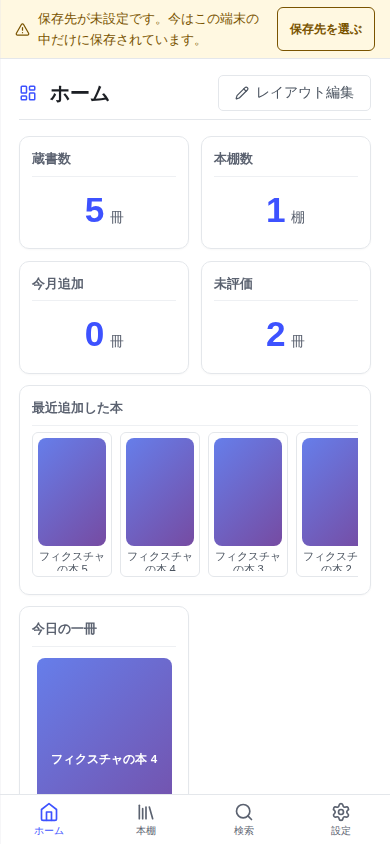 保存先が未設定です。今はこの端末の
中だけに保存されています。
保存先を選ぶ
ホーム
レイアウト編集
蔵書数
5 冊
本棚数
1 棚
今月追加
0 冊
未評価
2 冊
最近追加した本
フィクスチャ
の本 5
フィクスチャ
の本 4
フィクスチャ
の本 3
フィクスチ
の本 2
今日の一冊
フィクスチャの本 4
ホーム
本棚
検索
設定